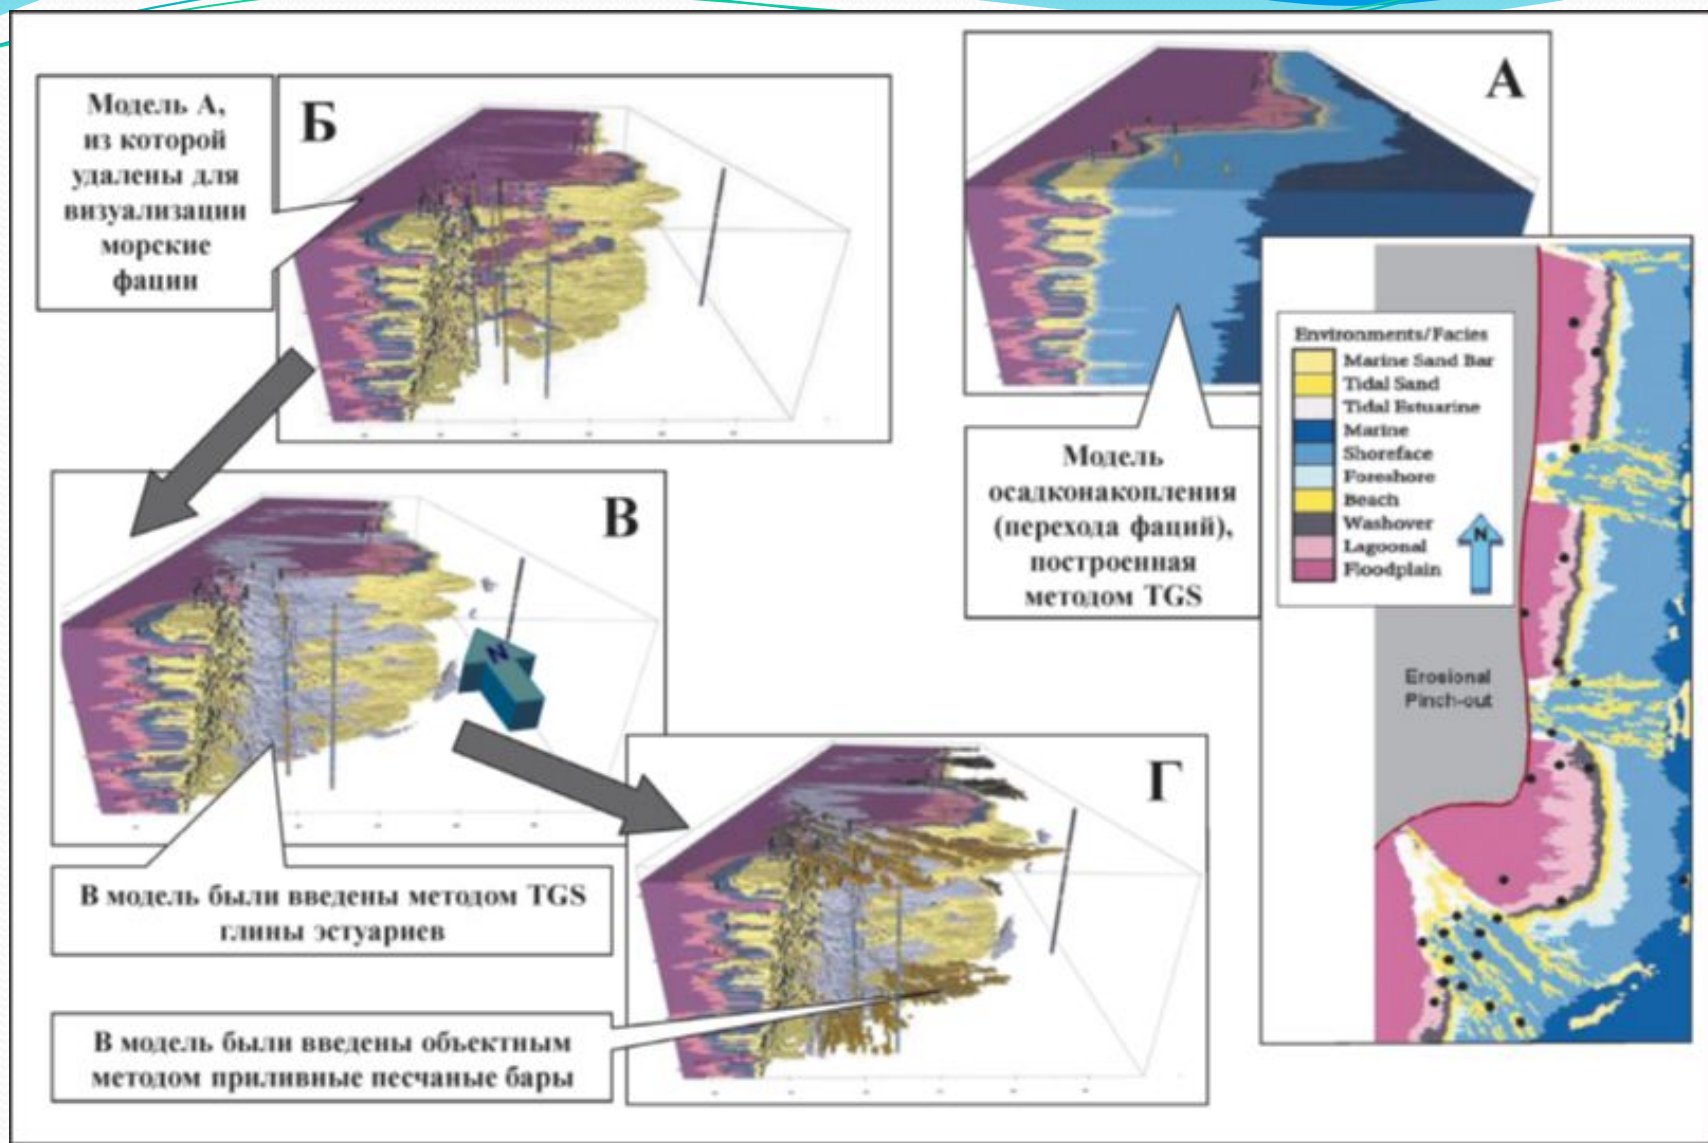 Модель А,
из которой
удалены для
визуализации
морские
фации
Б
А
Модель
осадконакопления
(перехода фаций),
построенная
методом TGS
Environments/Facies
Marine Sand Bar
Tidal Sand
Tidal Estuarine
Marine
Shoreface
Foreshore
Beach
Washover
Lagoonal
Floodplain
N
Erosional
Pinch-out
В
N
В модель были введены методом TGS
глины эстуариев
Г
В модель были введены объектным
методом приливные песчаные бары